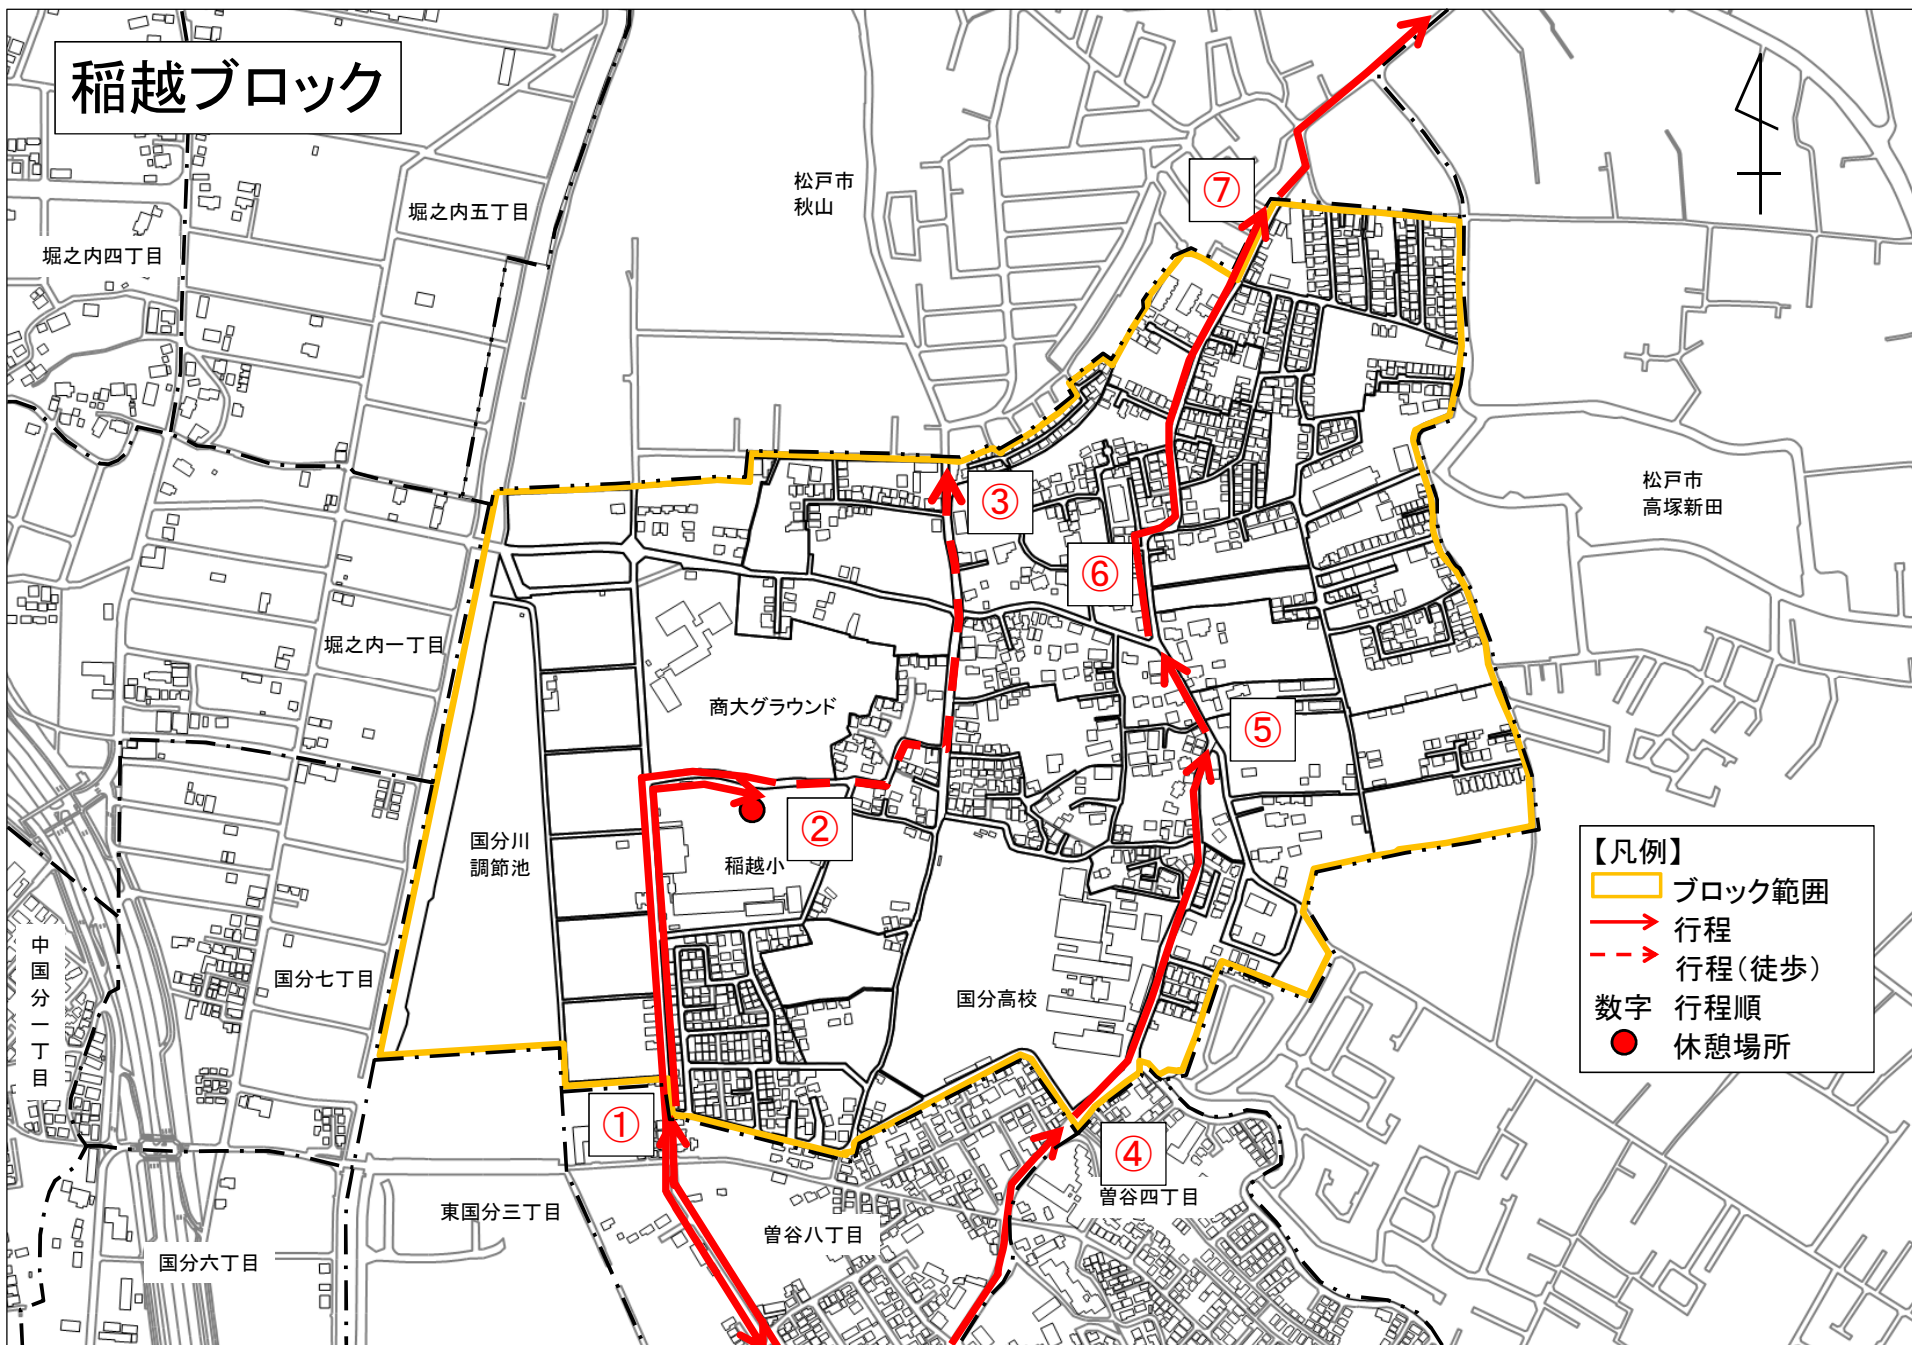 稲越ブロック
松戸市
秋山
⑦
堀之内五丁目
堀之内四丁目
③
松戸市
高塚新田
⑥
堀之内一丁目
商大グラウンド
⑤
国分川
調節池
②
稲越小
【凡例】
ブロック範囲
行程
行程(徒歩)
数字 行程順
休憩場所
中国分一丁目
国分七丁目
国分高校
①
④
曽谷四丁目
東国分三丁目
曽谷八丁目
国分六丁目